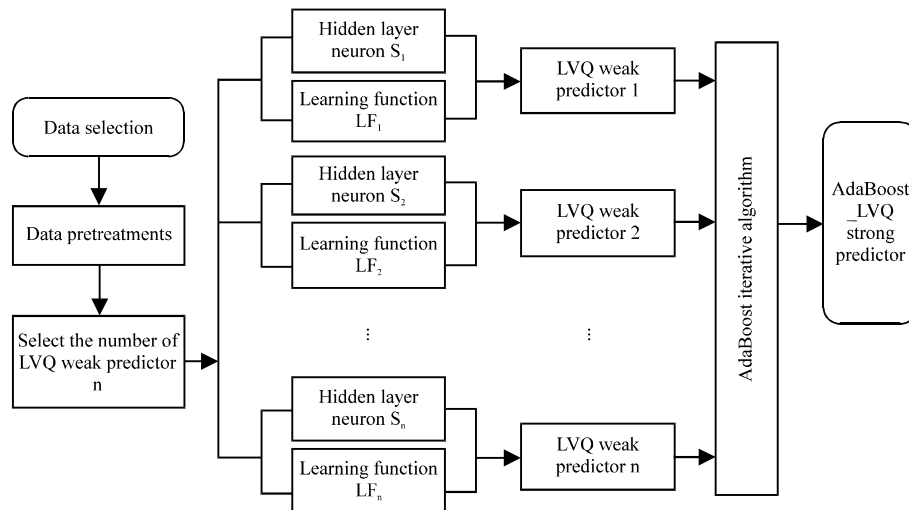 Data selection
Data pretreatments
Select the number of
LVQ weak predictor
n
Hidden layer
neuron S₁
Learning function
LF₁
Hidden layer
neuron S₂
Learning function
LF₂
...
Hidden layer
neuron Sₙ
Learning function
LFₙ
LVQ weak
predictor 1
LVQ weak
predictor 2
...
LVQ weak
predictor n
AdaBoost iterative algorithm
AdaBoost
_LVQ
strong
predictor